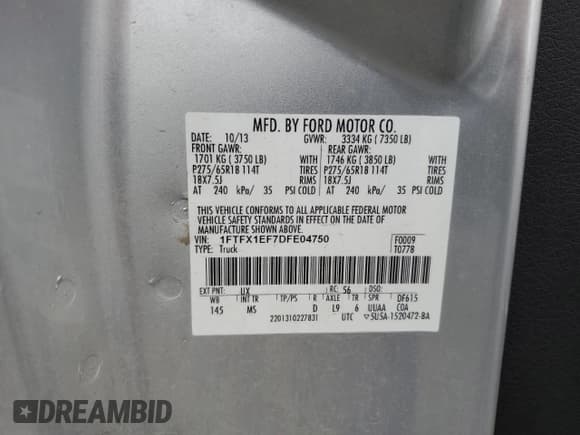 MFD. BY FORD MOTOR CO.
DATE: 10/13 GVWR: 3334 KG ( 7350 LB)
FRONT GAWR: REAR GAWR:
1701 KG ( 3750 LB) WITH 1746 KG ( 3850 LB) WITH
P275/65R18 114T TIRES P275/65R18 114T TIRES
18X7.5J RIMS 18X7.5J RIMS
AT 240 kPa/ 35 PSI COLD AT 240 kPa/ 35 PSI COLD
THIS VEHICLE CONFORMS TO ALL APPLICABLE FEDERAL MOTOR
VEHICLE SAFETY STANDARDS IN EFFECT ON THE DATE OF
MANUFACTURE SHOWN ABOVE.
VIN: 1FTFX1EF7DFE04750 F0009
TYPE: Truck T0778
EXT PNT: UX RC: 56 DSO:
WB INT TR TP/PS R AXLE TR SPR DF615
145 MS D L9 6 UUAA COA
2201310227831 UTC ▽5U5A-1520472-BA
DREAMBID